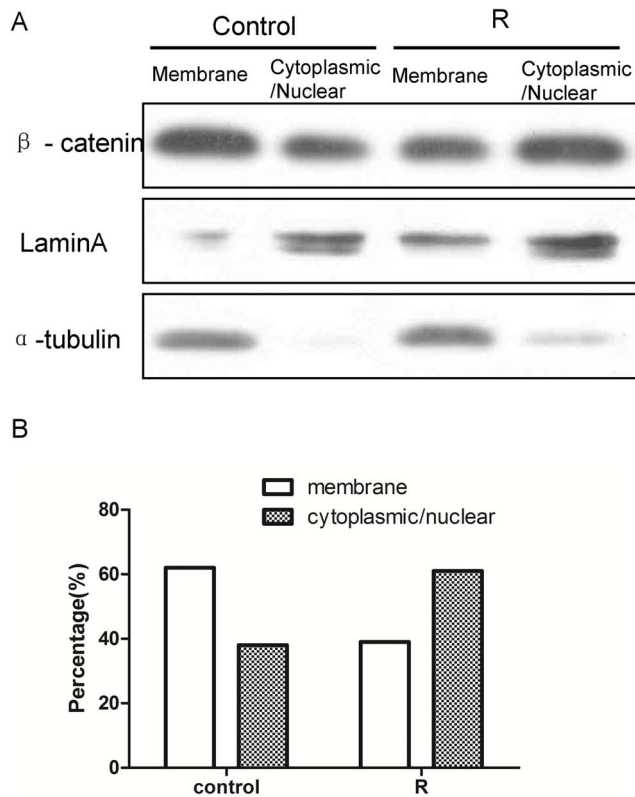 A
Control
R
Membrane
Cytoplasmic
/Nuclear
Membrane
Cytoplasmic
/Nuclear
β - catenin
LaminA
α -tubulin
B
membrane
cytoplasmic/nuclear
Percentage(%)
80
60
40
20
0
control
R